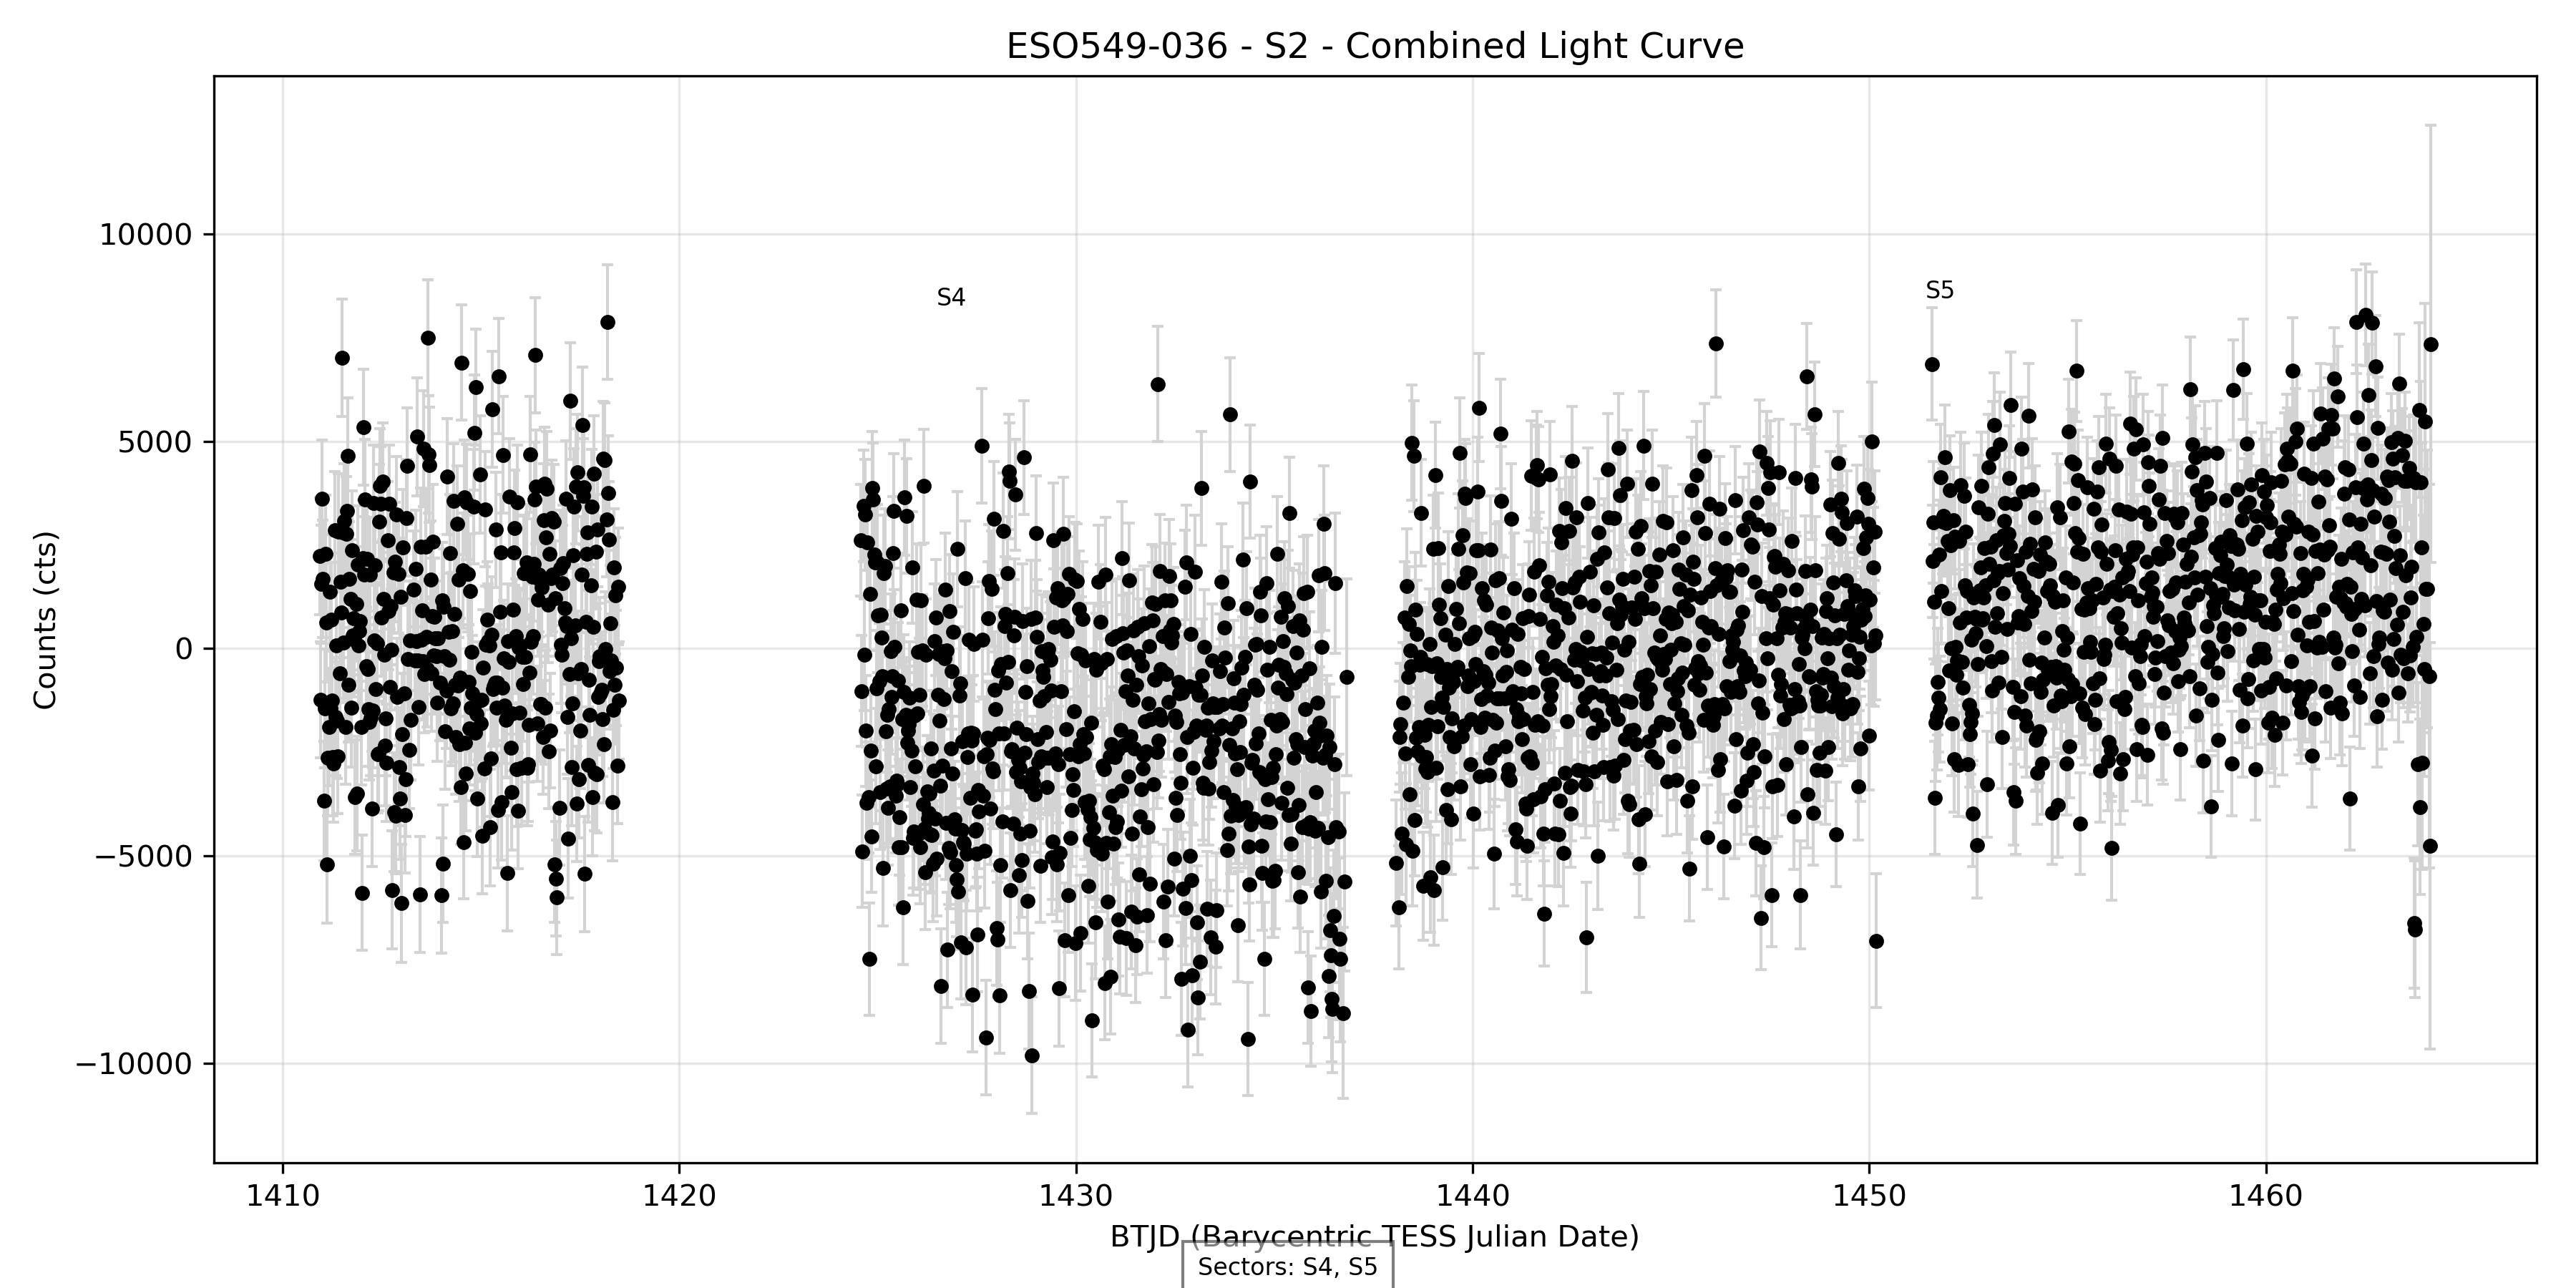 ESO549-036 - S2 - Combined Light Curve
Counts (cts)
10000
5000
0
−5000
−10000
S4
S5
1410 1420 1430 1440 1450 1460
BTJD (Barycentric TESS Julian Date)
Sectors: S4, S5